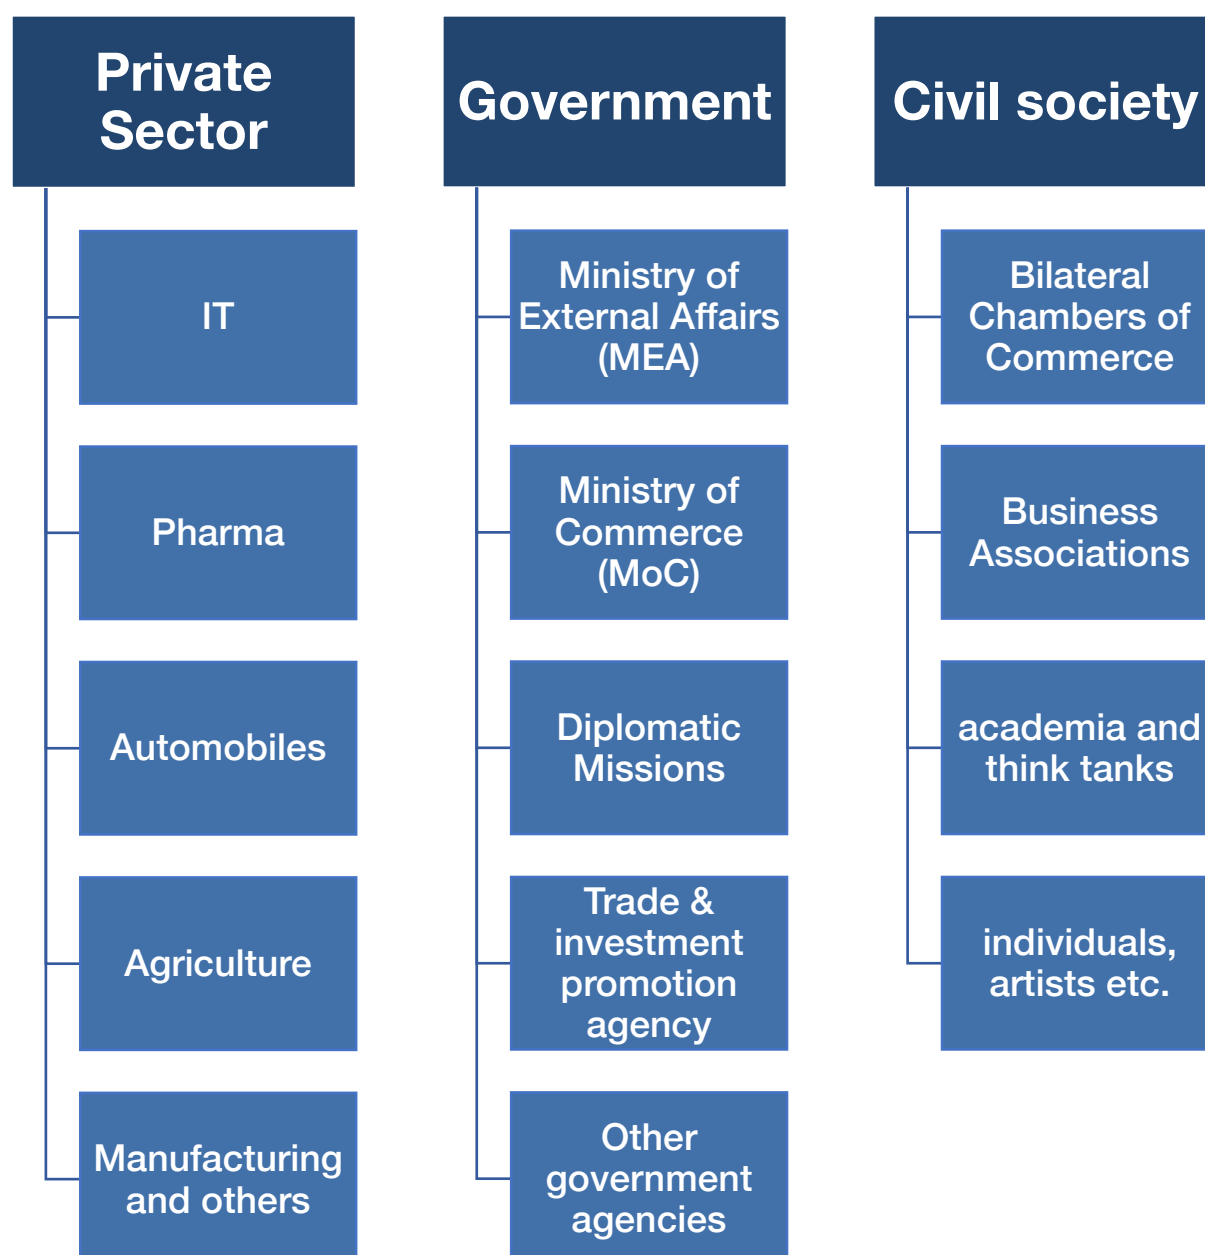 Private
Sector
IT
Pharma
Automobiles
Agriculture
Manufacturing
and others
Government
Ministry of
External Affairs
(MEA)
Ministry of
Commerce
(MoC)
Diplomatic
Missions
Trade &
investment
promotion
agency
Other
government
agencies
Civil society
Bilateral
Chambers of
Commerce
Business
Associations
academia and
think tanks
individuals,
artists etc.